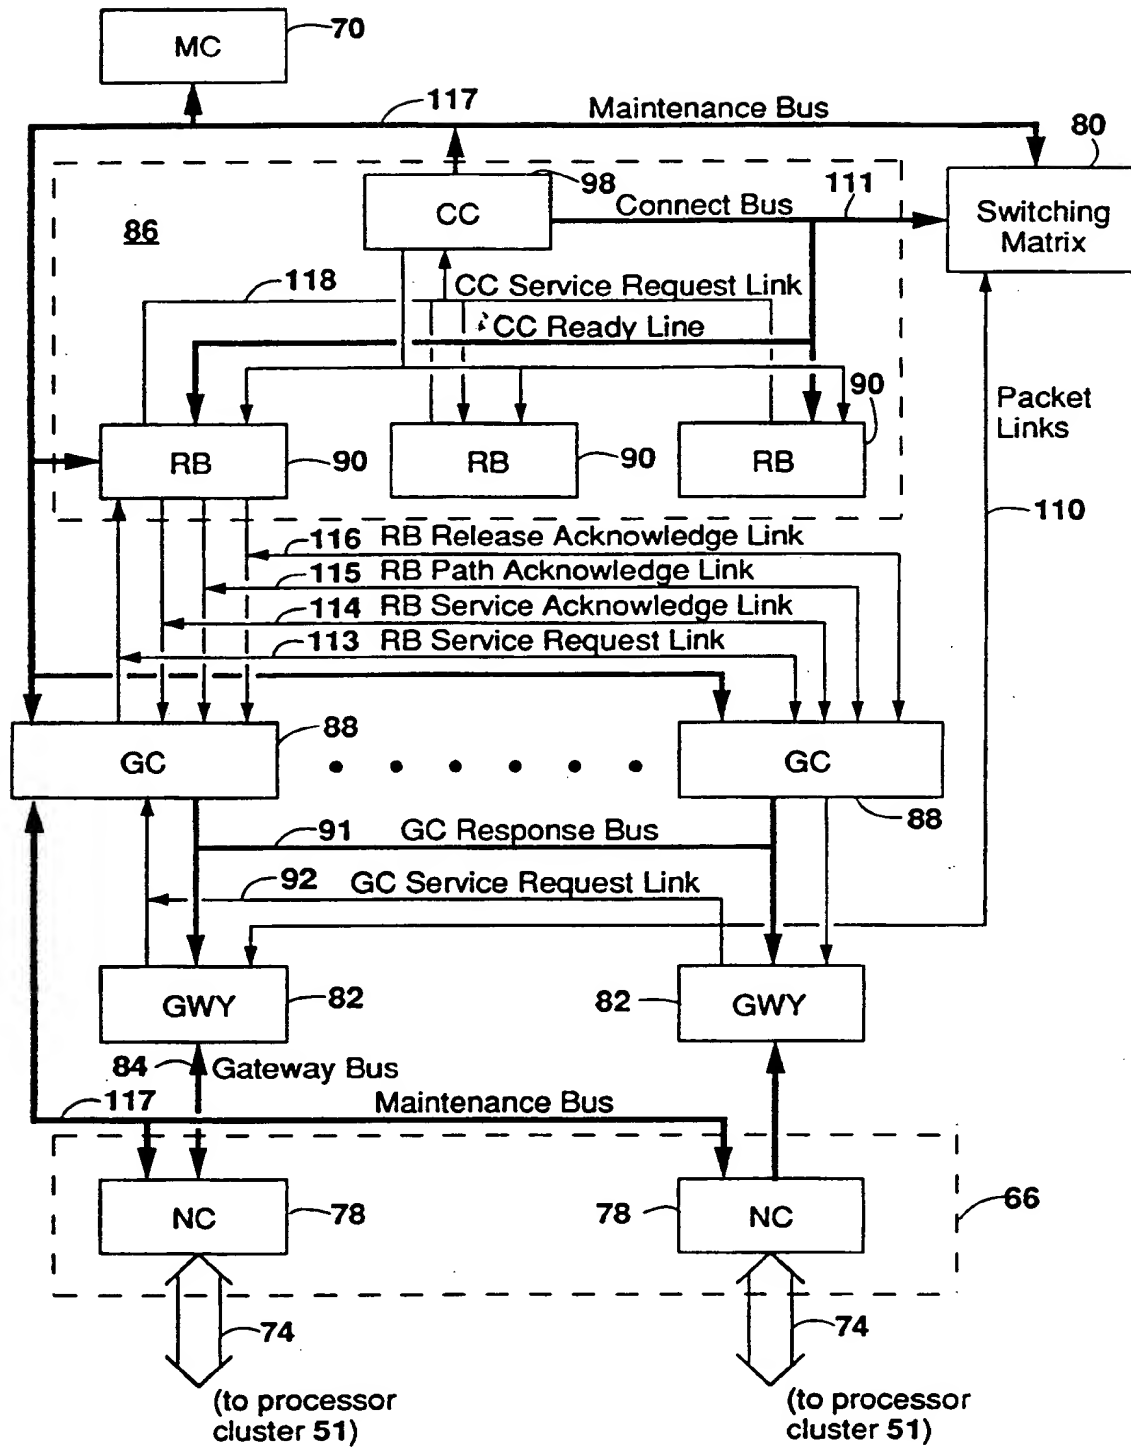 MC
70
117
Maintenance Bus
80
98
CC
Connect Bus
111
Switching
Matrix
86
118
CC Service Request Link
CC Ready Line
90
Packet
Links
RB
90
RB
90
RB
110
116 RB Release Acknowledge Link
115 RB Path Acknowledge Link
114 RB Service Acknowledge Link
113 RB Service Request Link
88
GC
GC
88
91
GC Response Bus
92
GC Service Request Link
GWY
82
82
GWY
84
Gateway Bus
117
Maintenance Bus
NC
78
78
NC
66
74
74
(to processor
cluster 51)
(to processor
cluster 51)